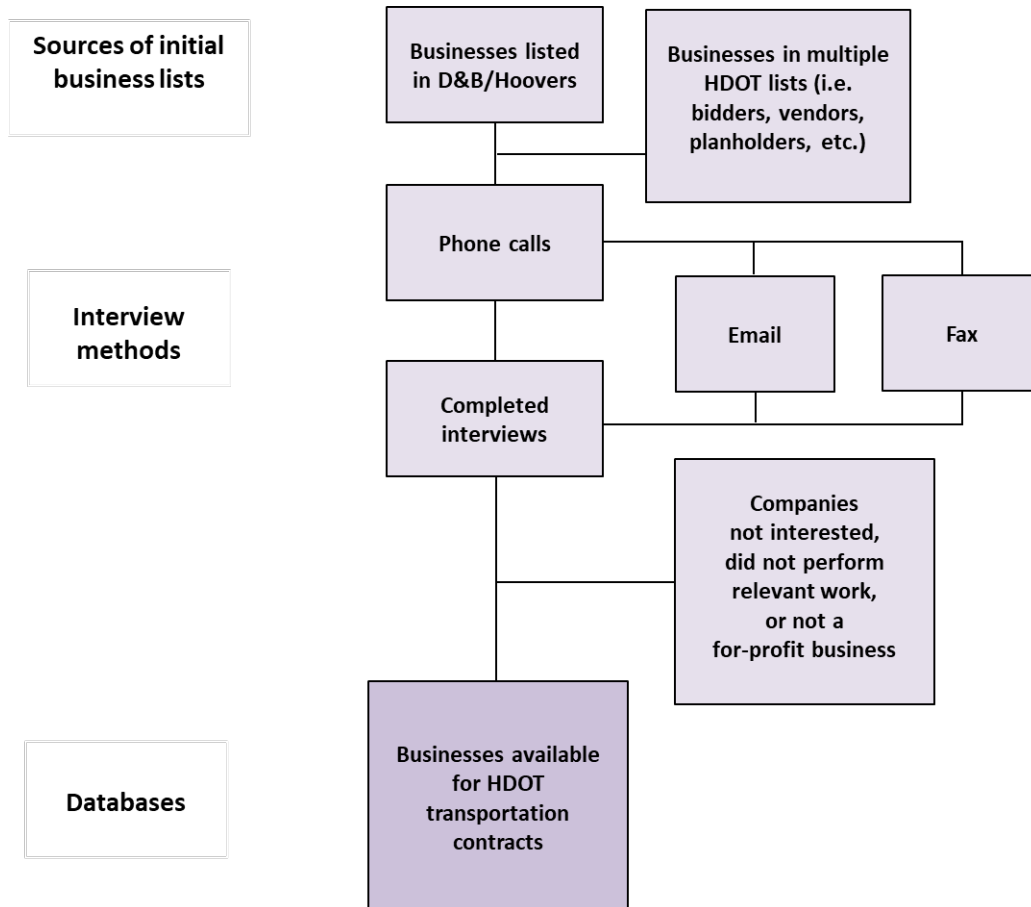 Sources of initial
business lists
Businesses listed
in D&B/Hoovers
Businesses in multiple
HDOT lists (i.e.
bidders, vendors,
planholders, etc.)
Phone calls
Interview
methods
Email
Fax
Completed
interviews
Companies
not interested,
did not perform
relevant work,
or not a
for-profit business
Databases
Businesses available
for HDOT
transportation
contracts